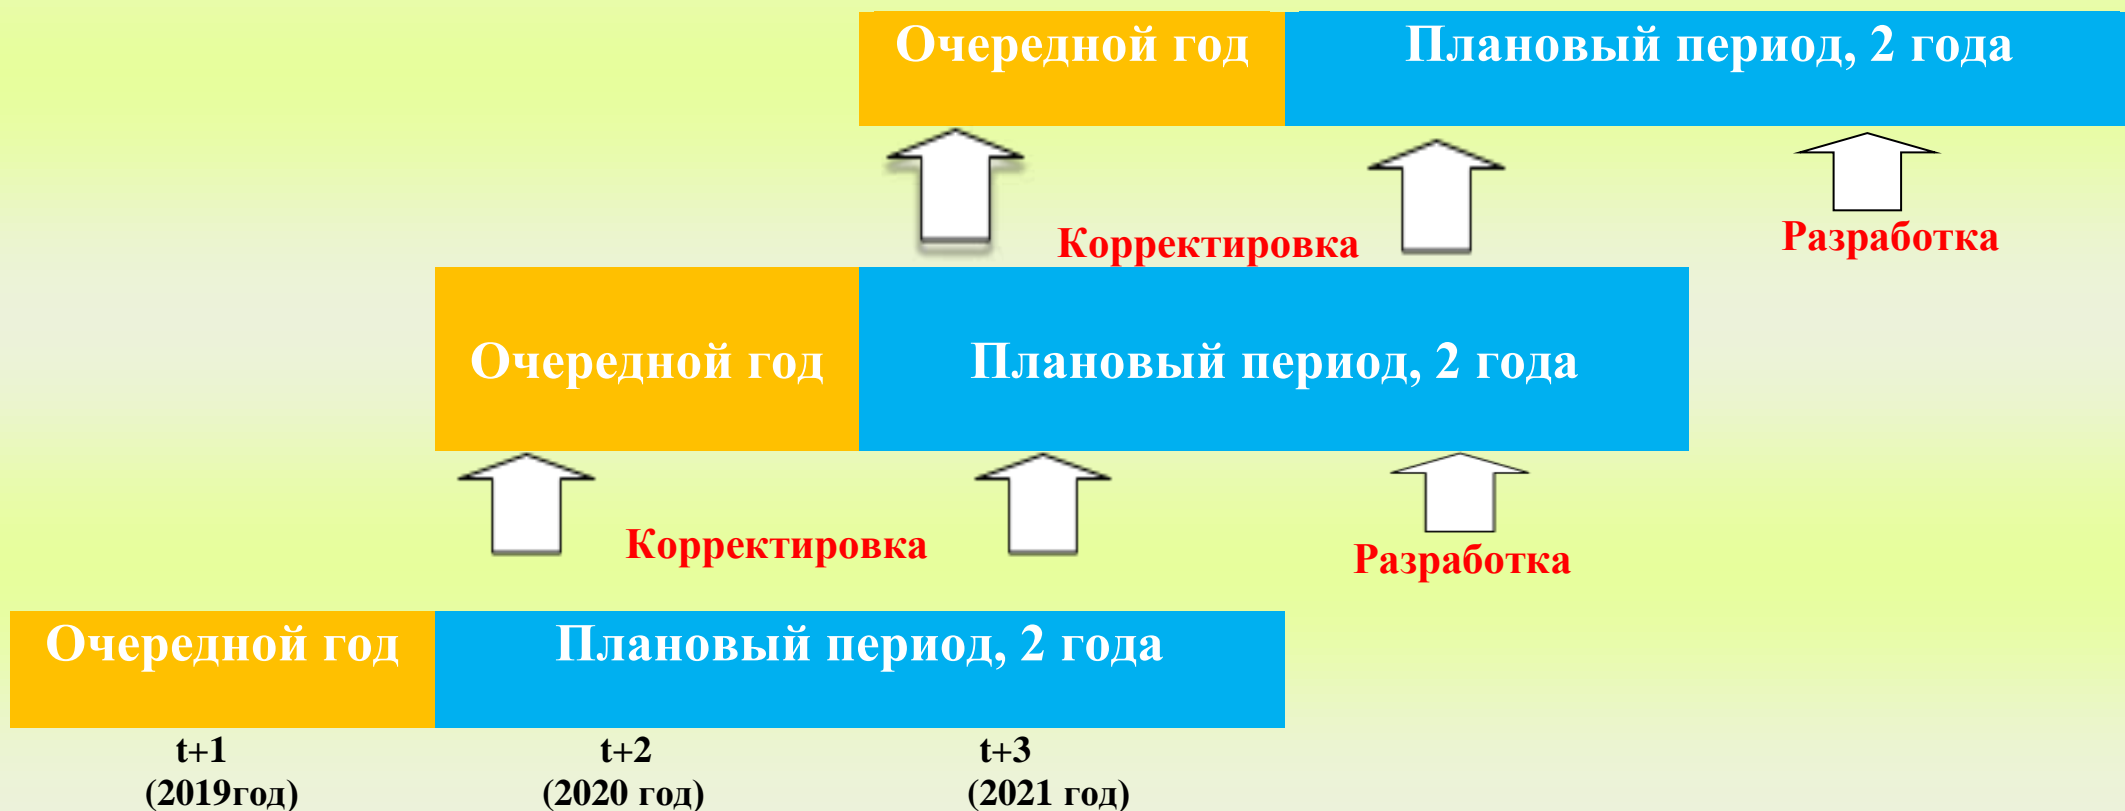 Очередной год
Плановый период, 2 года
Корректировка
Разработка
Очередной год
Плановый период, 2 года
Корректировка
Разработка
Очередной год
Плановый период, 2 года
t+1
t+2
t+3
(2019год)
(2020 год)
(2021 год)